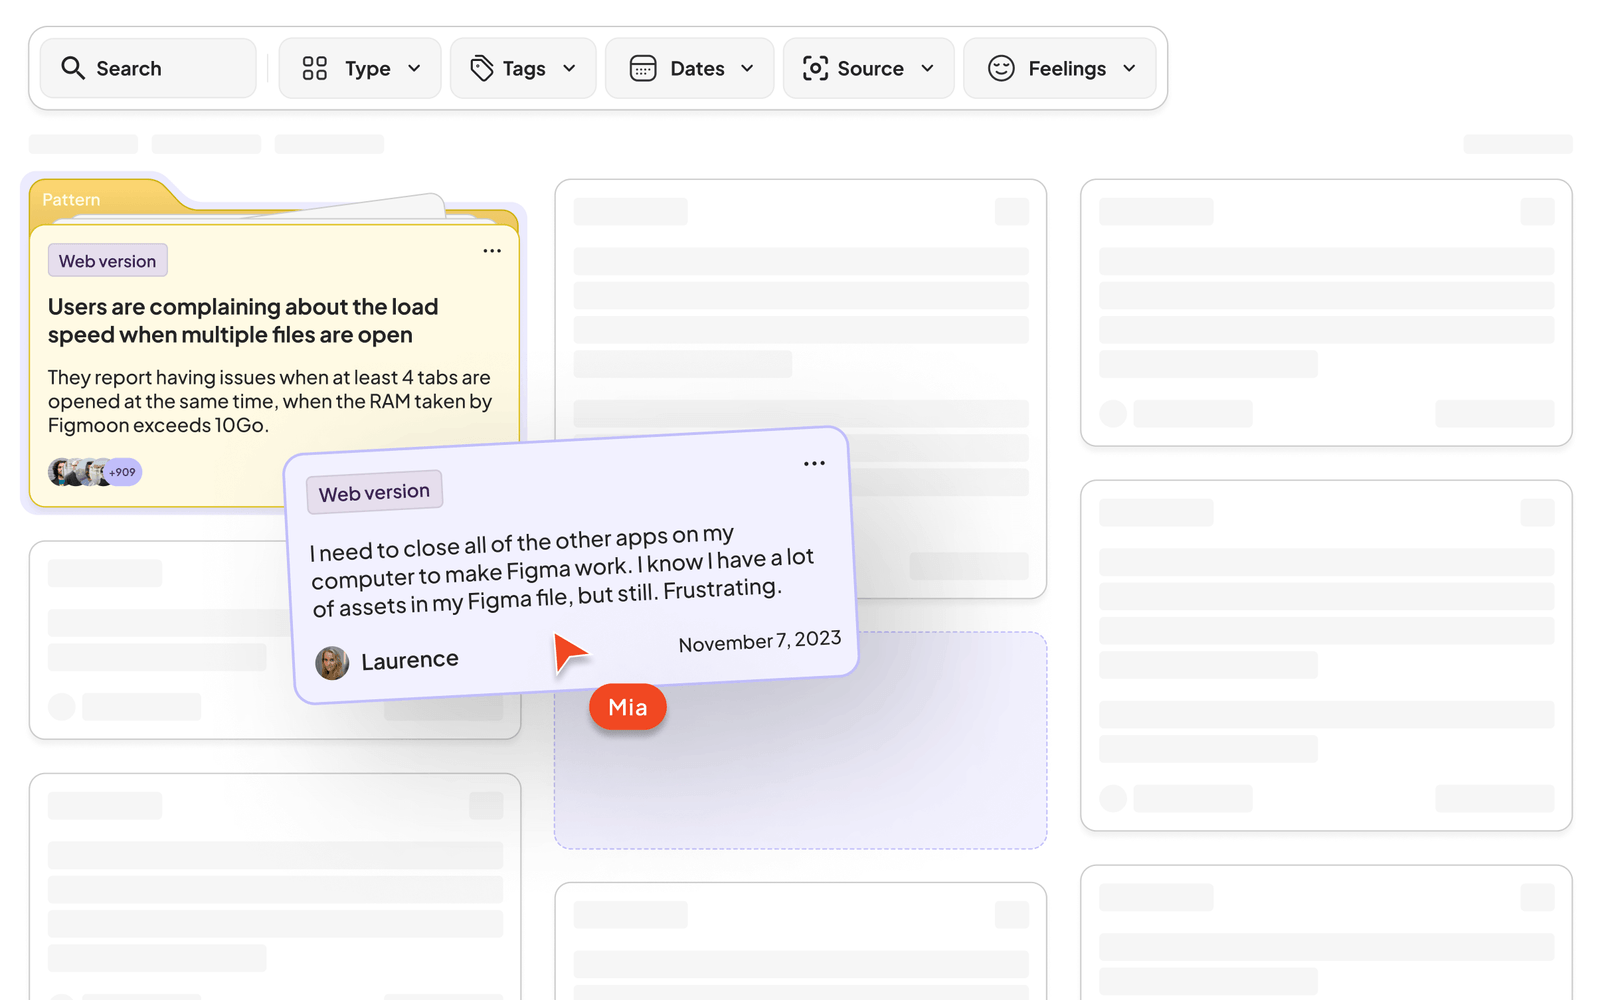 Search
Type
Tags
Dates
Source
Feelings
Pattern
Web version
Users are complaining about the load
speed when multiple files are open
They report having issues when at least 4 tabs are
opened at the same time, when the RAM taken by
Figmoon exceeds 10Go.
+909
Web version
I need to close all of the other apps on my
computer to make Figma work. I know I have a lot
of assets in my Figma file, but still. Frustrating.
Laurence
November 7, 2023
Mia